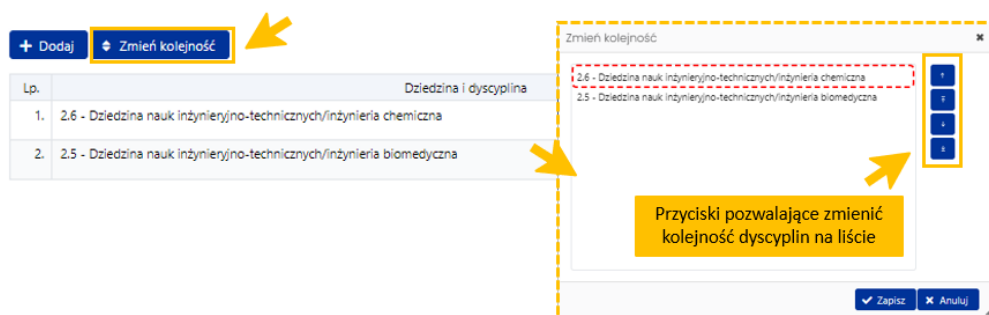 Dodaj
Zmień kolejność
Lp.
Dziedzina i dyscyplina
1. 2.6 - Dziedzina nauk inżynieryjno-technicznych/inżynieria chemiczna
2. 2.5 - Dziedzina nauk inżynieryjno-technicznych/inżynieria biomedyczna
Zmień kolejność
2.6 - Dziedzina nauk inżynieryjno-technicznych/inżynieria chemiczna
2.5 - Dziedzina nauk inżynieryjno-technicznych/inżynieria biomedyczna
Przyciski pozwalające zmienić
kolejność dyscyplin na liście
Zapisz
Anuluj